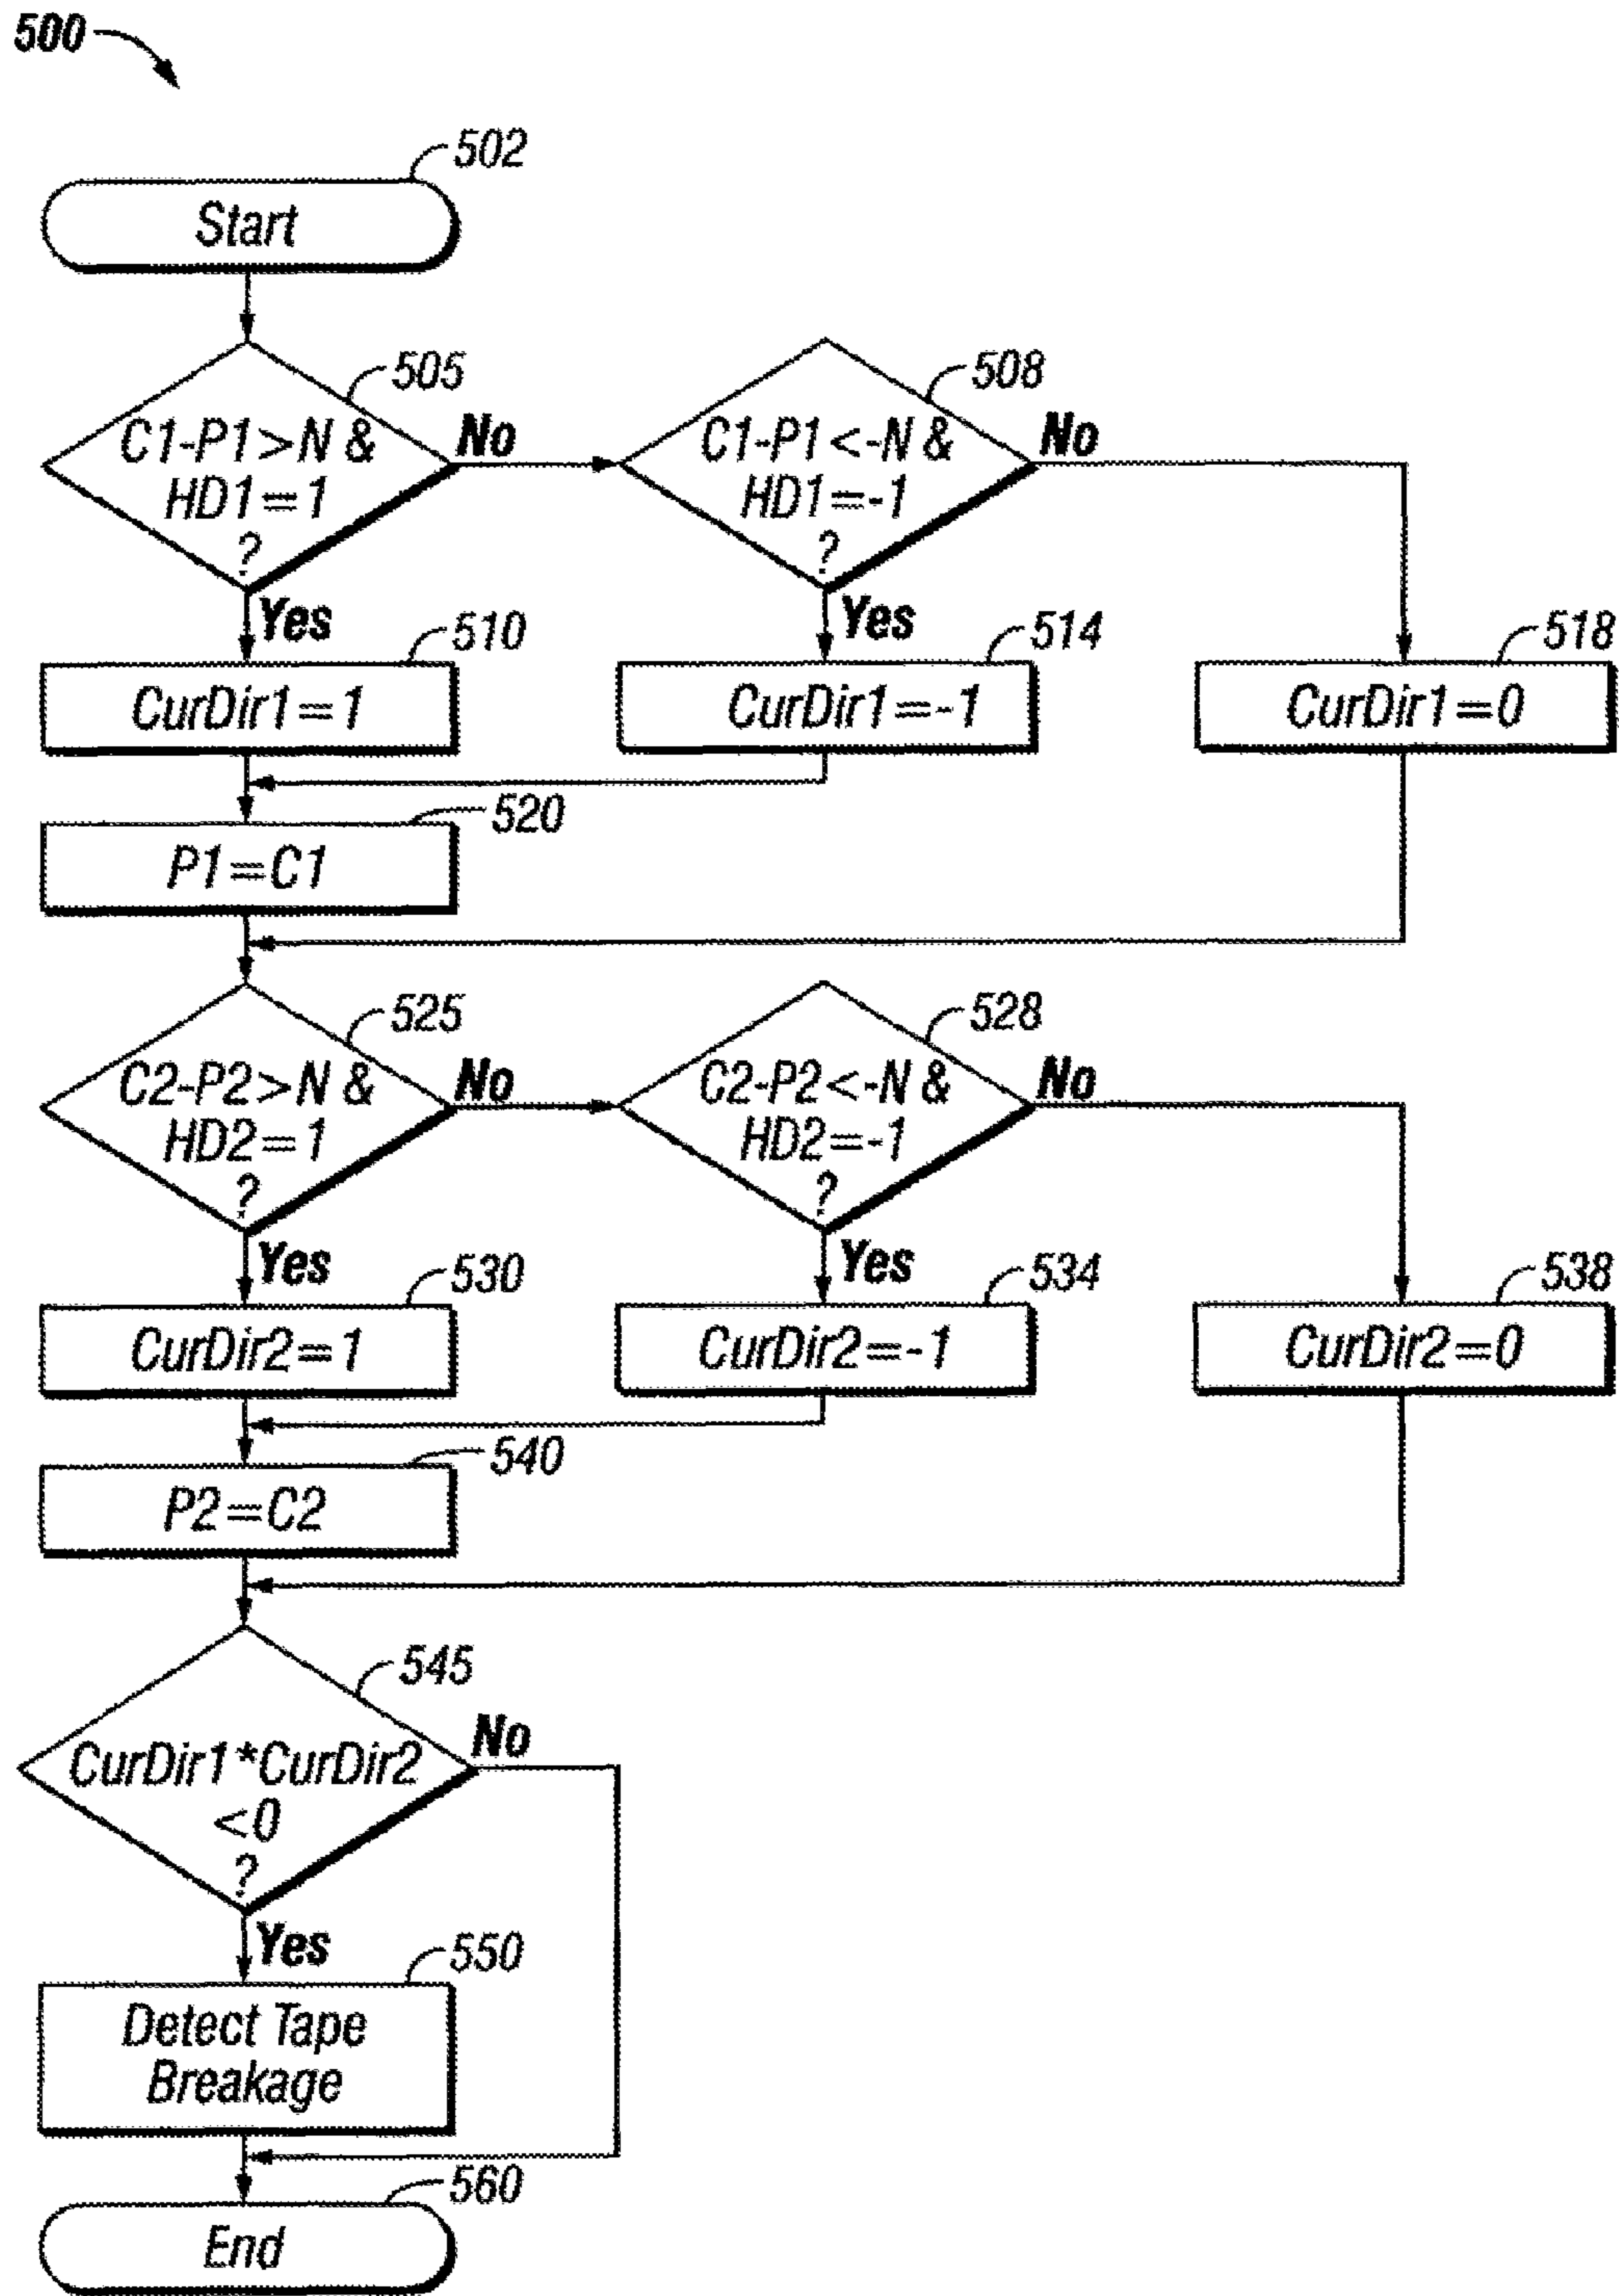 500
502
Start
505
C1-P1>N &
HD1=1
?
No
Yes
508
C1-P1<-N &
HD1=-1
?
No
Yes
510
CurDir1=1
514
CurDir1=-1
518
CurDir1=0
520
P1=C1
525
C2-P2>N &
HD2=1
?
No
Yes
528
C2-P2<-N &
HD2=-1
?
No
Yes
530
CurDir2=1
534
CurDir2=-1
538
CurDir2=0
540
P2=C2
545
CurDir1*CurDir2
<0
?
No
Yes
550
Detect Tape
Breakage
560
End